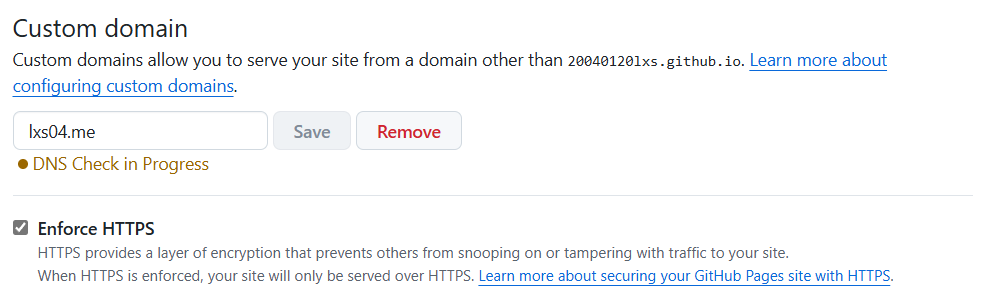 Custom domain
Custom domains allow you to serve your site from a domain other than 20040120lxs.github.io. Learn more about
configuring custom domains.
lxs04.me Save Remove
DNS Check in Progress
Enforce HTTPS
HTTPS provides a layer of encryption that prevents others from snooping on or tampering with traffic to your site.
When HTTPS is enforced, your site will only be served over HTTPS. Learn more about securing your GitHub Pages site with HTTPS.